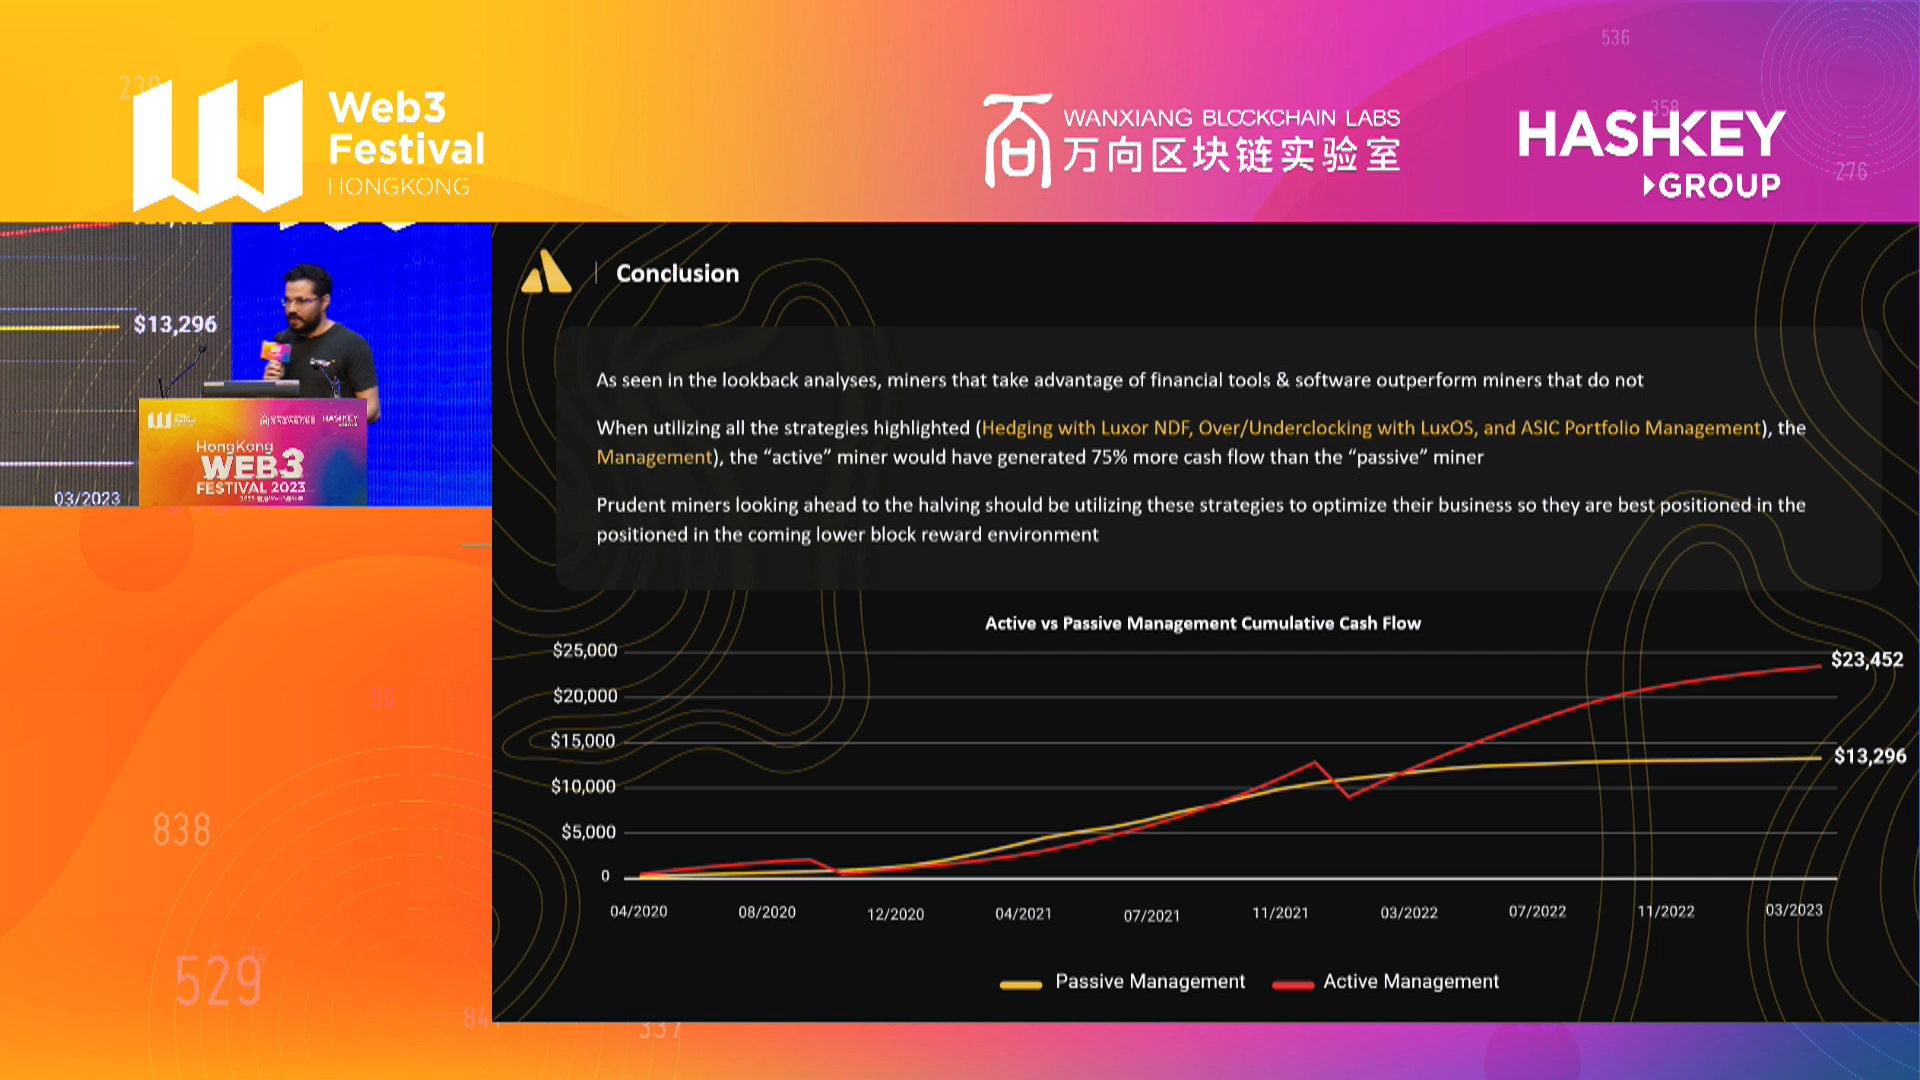 Web3
Festival
HONGKONG
WANXIANG BLOCKCHAIN LABS
万向区块链实验室
HASHKEY
GROUP
536
358
276
$13,296
03/2023
HASHKEY
HongKong
WEB3
FESTIVAL 2023
Conclusion
As seen in the lookback analyses, miners that take advantage of financial tools & software outperform miners that do not
When utilizing all the strategies highlighted (Hedging with Luxor NDF, Over/Underclocking with LuxOS, and ASIC Portfolio Management), the
Management), the “active” miner would have generated 75% more cash flow than the “passive” miner
Prudent miners looking ahead to the halving should be utilizing these strategies to optimize their business so they are best positioned in the
positioned in the coming lower block reward environment
Active vs Passive Management Cumulative Cash Flow
$25,000
$20,000
$15,000
$10,000
$5,000
0
$23,452
$13,296
04/2020
08/2020
12/2020
04/2021
07/2021
11/2021
03/2022
07/2022
11/2022
03/2023
Passive Management
Active Management
98
838
529
84
337